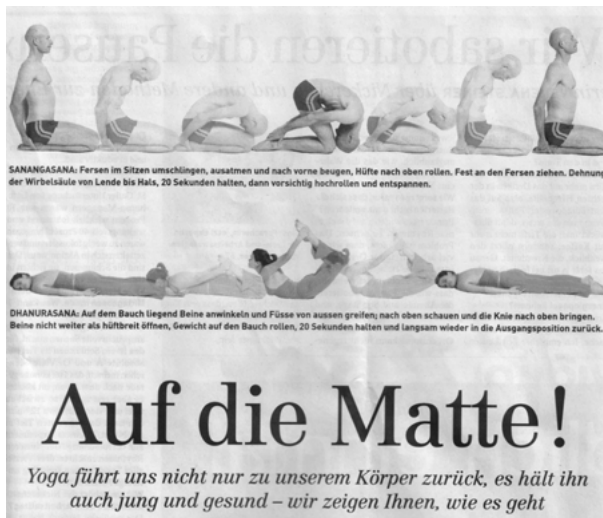 SANANGASANA: Fersen im Sitzen umschlingen, ausatmen und nach vorne beugen, Hüfte nach oben rollen. Fest an den Fersen ziehen. Dehnung
der Wirbelsäule von Lende bis Hals, 20 Sekunden halten, dann vorsichtig hochrollen und entspannen.
DHANURASANA: Auf dem Bauch liegend Beine anwinkeln und Füsse von aussen greifen; nach oben schauen und die Knie nach oben bringen.
Beine nicht weiter als hüftbreit öffnen, Gewicht auf den Bauch rollen, 20 Sekunden halten und langsam wieder in die Ausgangsposition zurück.
Auf die Matte!
Yoga führt uns nicht nur zu unserem Körper zurück, es hält ihn
auch jung und gesund – wir zeigen Ihnen, wie es geht